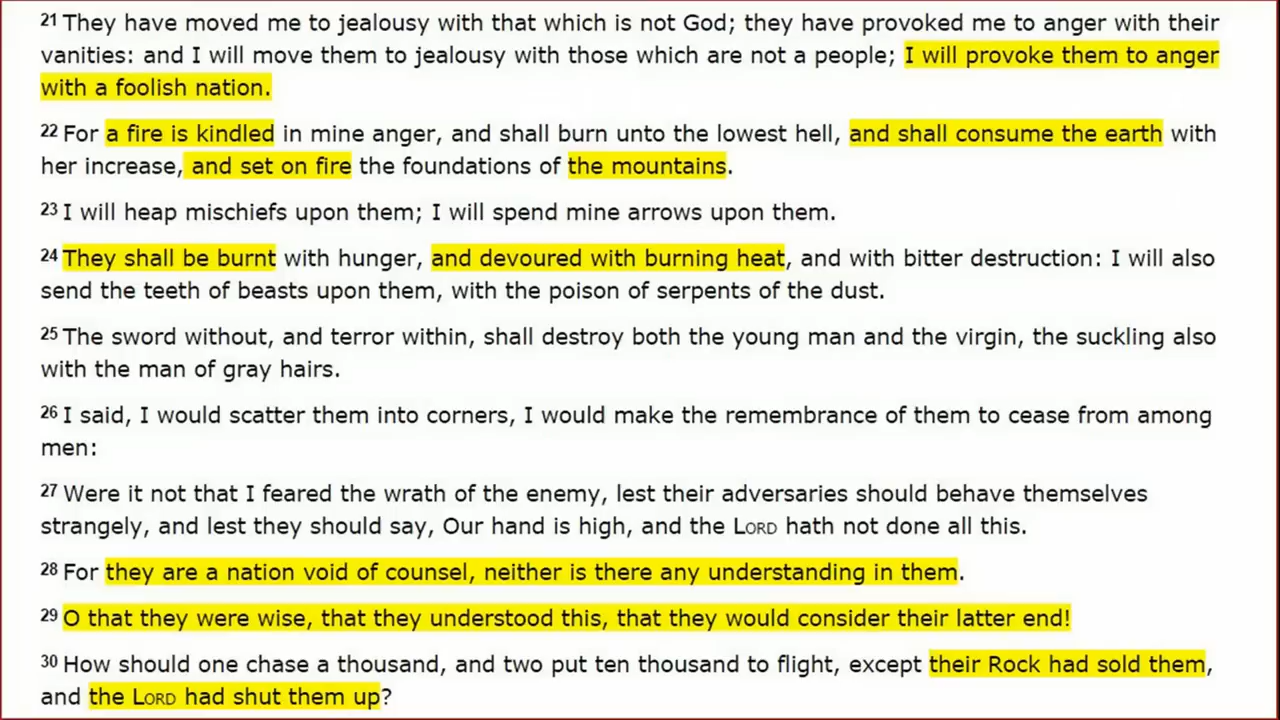 21 They have moved me to jealousy with that which is not God; they have provoked me to anger with their
vanities: and I will move them to jealousy with those which are not a people; I will provoke them to anger
with a foolish nation.
22 For a fire is kindled in mine anger, and shall burn unto the lowest hell, and shall consume the earth with
her increase, and set on fire the foundations of the mountains.
23 I will heap mischiefs upon them; I will spend mine arrows upon them.
24 They shall be burnt with hunger, and devoured with burning heat, and with bitter destruction: I will also
send the teeth of beasts upon them, with the poison of serpents of the dust.
25 The sword without, and terror within, shall destroy both the young man and the virgin, the suckling also
with the man of gray hairs.
26 I said, I would scatter them into corners, I would make the remembrance of them to cease from among
men:
27 Were it not that I feared the wrath of the enemy, lest their adversaries should behave themselves
strangely, and lest they should say, Our hand is high, and the LORD hath not done all this.
28 For they are a nation void of counsel, neither is there any understanding in them.
29 O that they were wise, that they understood this, that they would consider their latter end!
30 How should one chase a thousand, and two put ten thousand to flight, except their Rock had sold them,
and the LORD had shut them up?